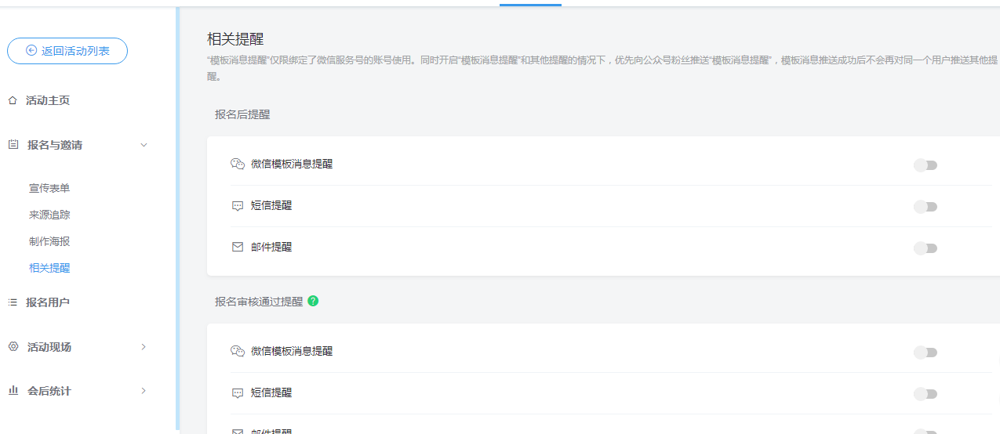 返回活动列表
活动主页
报名与邀请
宣传表单
来源追踪
制作海报
相关提醒
报名用户
活动现场
会后统计
相关提醒
“模板消息提醒”仅限绑定了微信服务号的账号使用。同时开启“模板消息提醒”和其他提醒的情况下，优先向公众号粉丝推送“模板消息提醒”，模板消息推送成功后不会再对同一个用户推送其他提
醒。
报名后提醒
微信模板消息提醒
短信提醒
邮件提醒
报名审核通过提醒 ?
微信模板消息提醒
短信提醒
邮件提醒